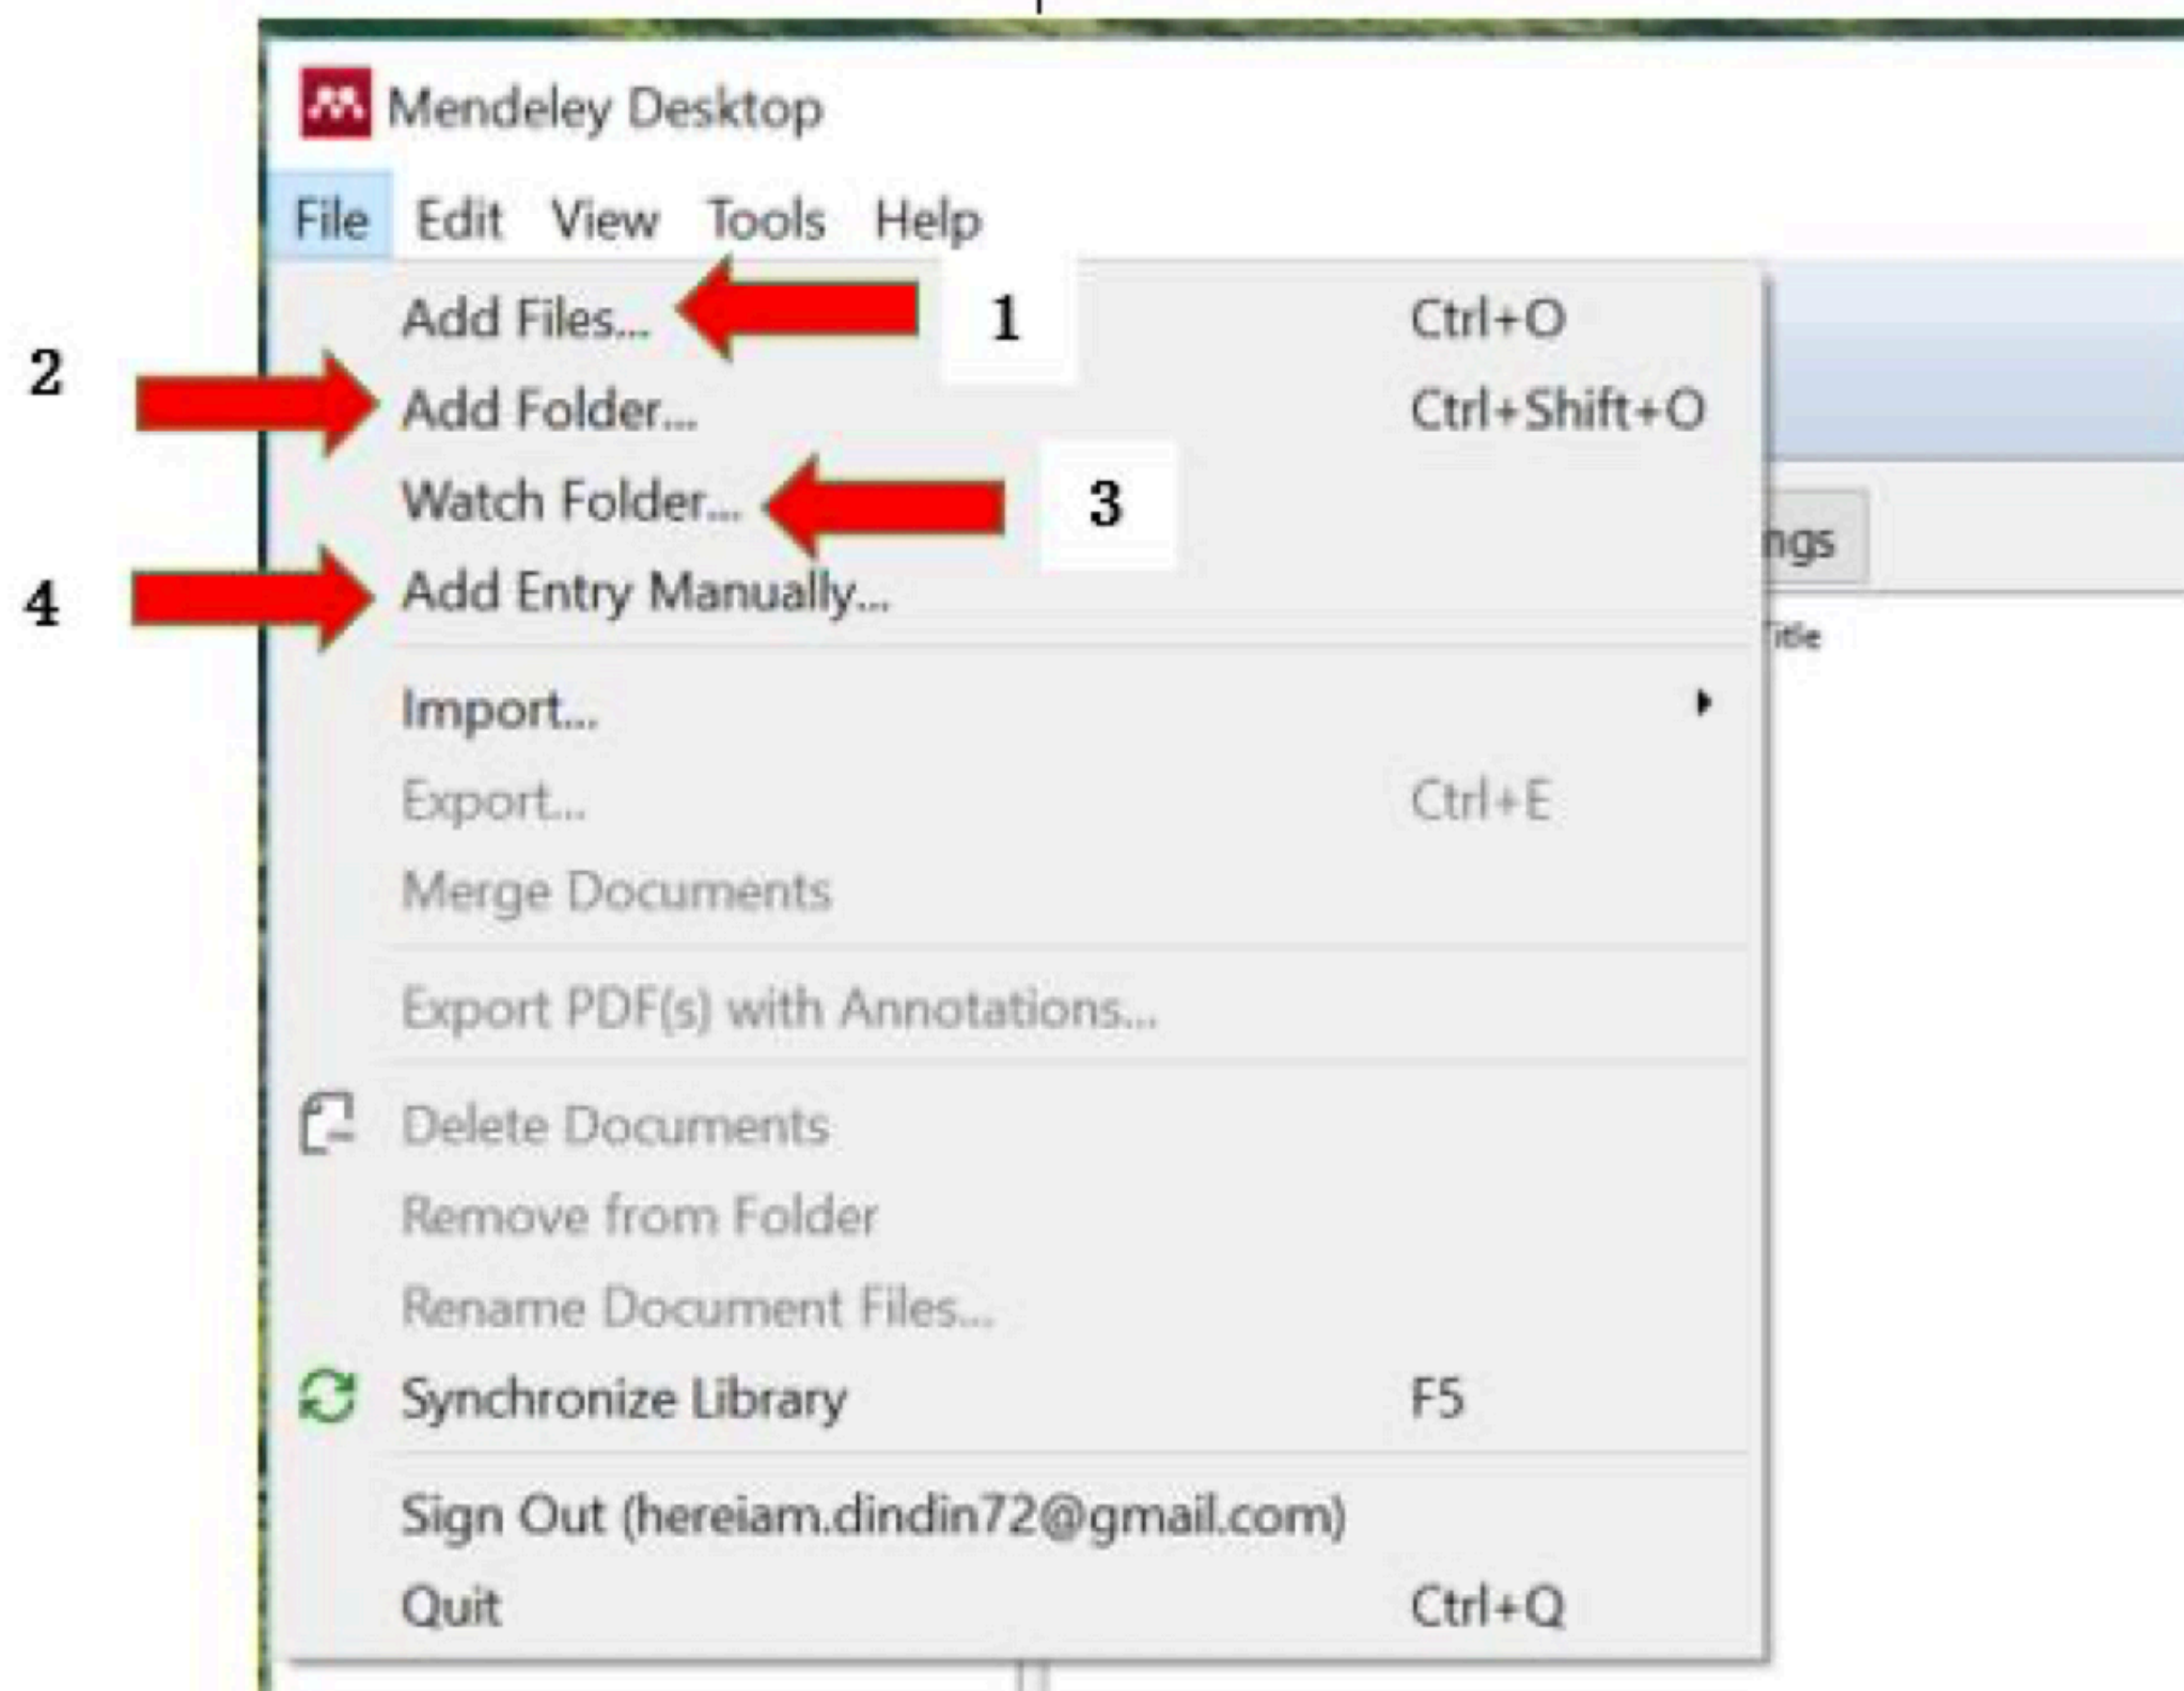 Mendeley Desktop
File Edit View Tools Help
Add Files... 1 Ctrl+O
2 Add Folder... Ctrl+Shift+O
Watch Folder... 3
ngs
4 Add Entry Manually...
Title
Import...
Export... Ctrl+E
Merge Documents
Export PDF(s) with Annotations...
Delete Documents
Remove from Folder
Rename Document Files...
Synchronize Library F5
Sign Out (hereiam.dindin72@gmail.com)
Quit Ctrl+Q